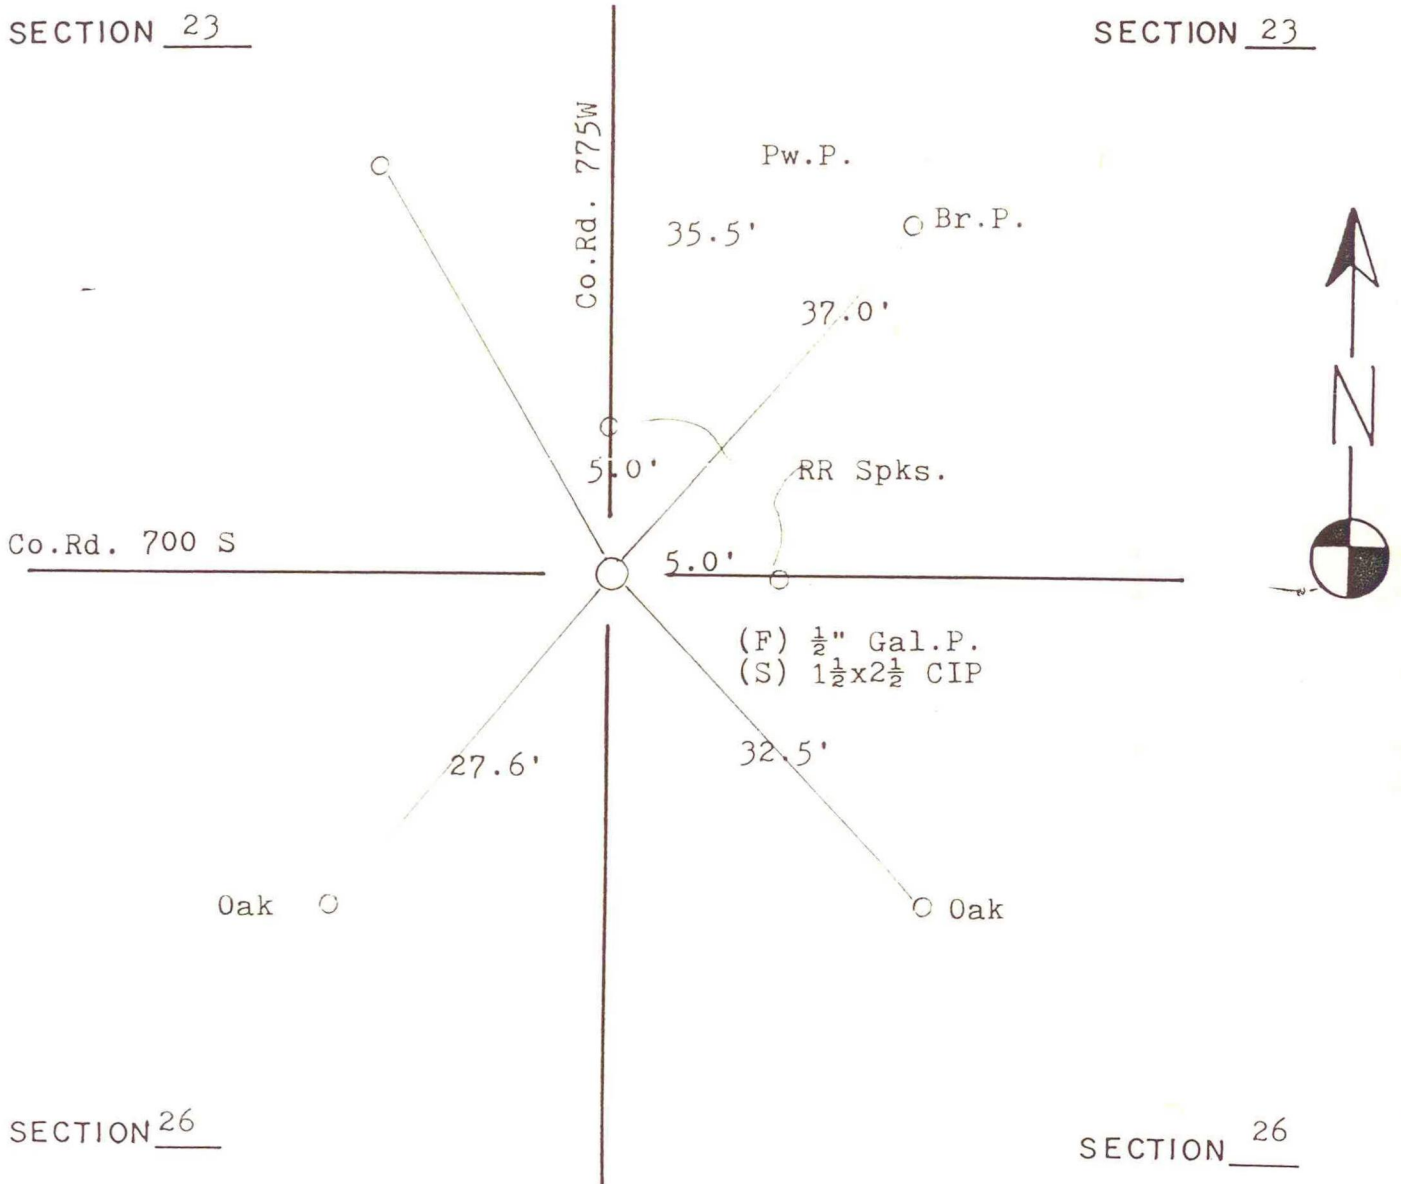 SECTION 23
SECTION 23
Co.Rd. 775W
Pw.P.
35.5'
Br.P.
37.0'
N
5.0'
RR Spks.
Co.Rd. 700 S
5.0'
(F) ½" Gal.P.
(S) 1½x2½ CIP
27.6'
32.5'
Oak
Oak
SECTION 26
SECTION 26